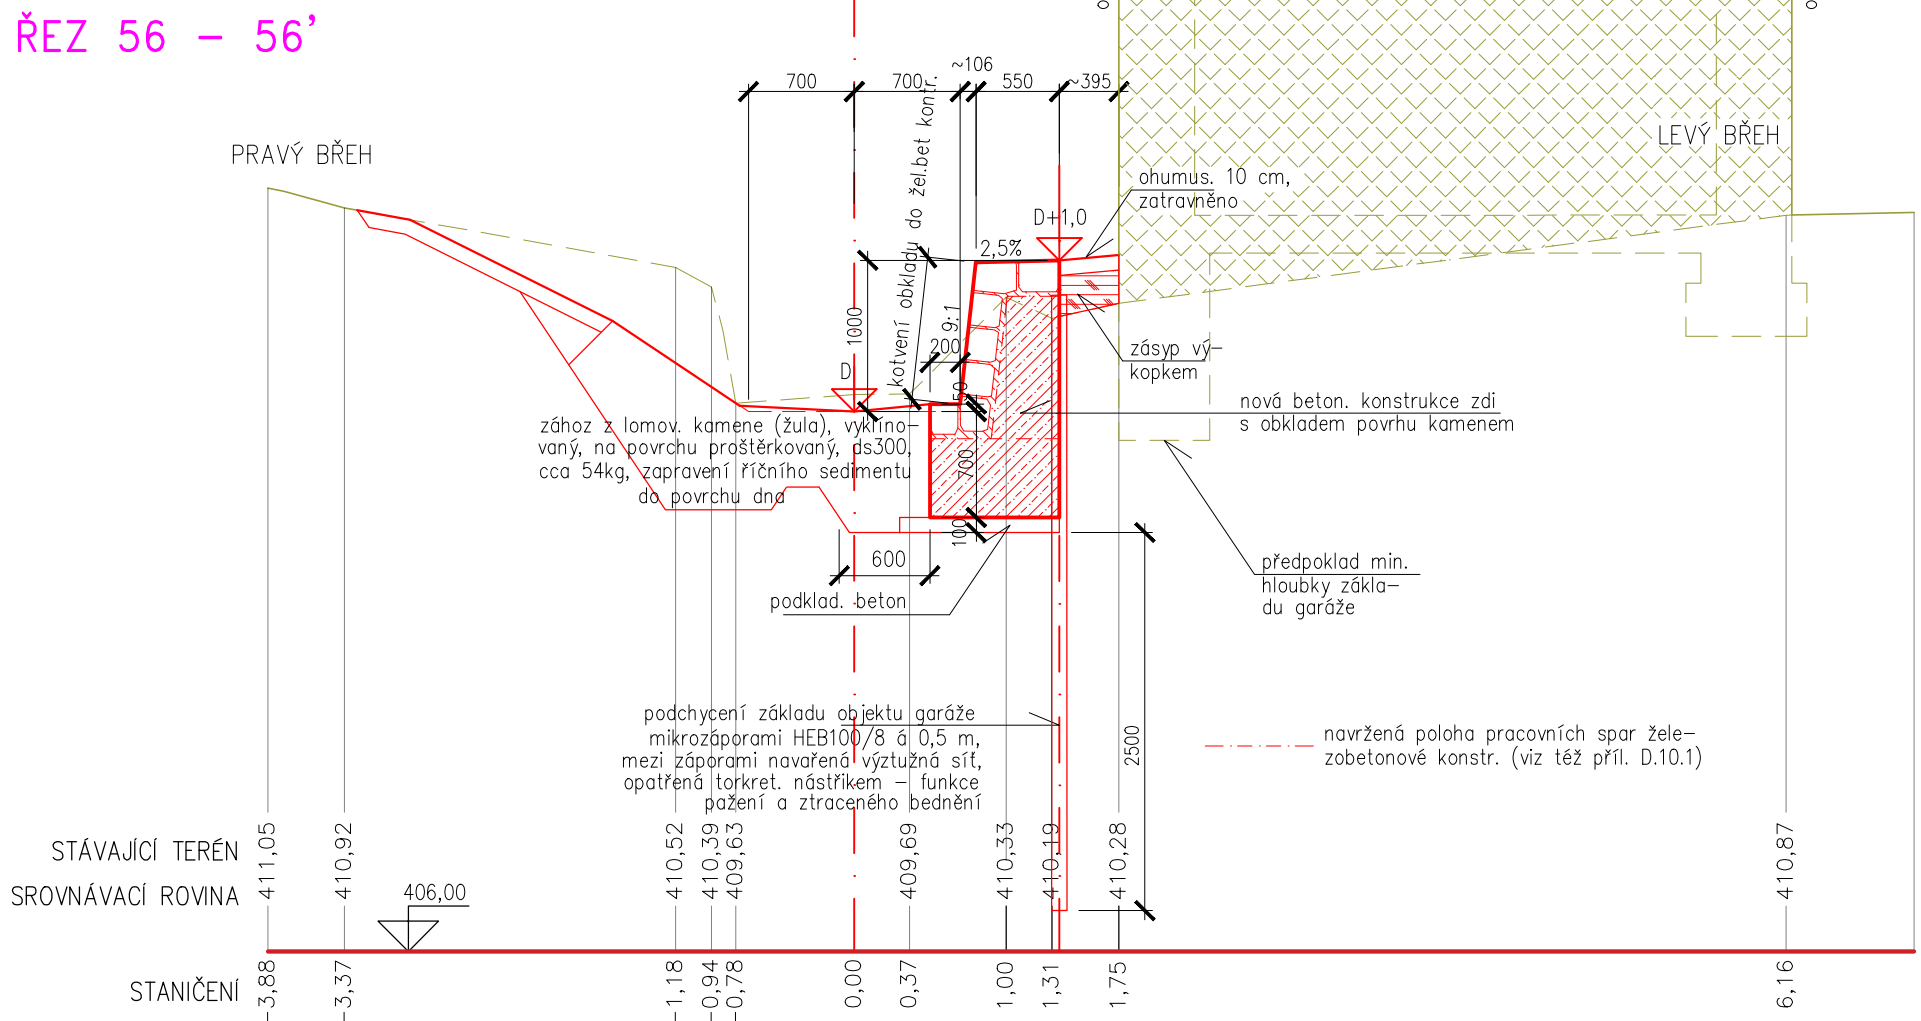 ŘEZ 56 – 56’
700
700
~106
550
~395
PRAVÝ BŘEH
LEVÝ BŘEH
ohumus. 10 cm,
zatravněno
D+1,0
2,5%
kotvení obkladu do žel.bet kontr.
1000
9:1
200
50
D
zásyp vý–
kopkem
nová beton. konstrukce zdi
s obkladem povrhu kamenem
zához z lomov. kamene (žula), vyklíno–
vaný, na povrchu proštěrkovaný, ds300,
cca 54kg, zapravení říčního sedimentu
do povrchu dna
700
100
600
podklad. beton
předpoklad min.
hloubky zákla–
du garáže
podchycení základu objektu garáže
mikrozáporami HEB100/8 á 0,5 m,
mezi záporami navařená výztužná síť,
opatřená torkret. nástřikem – funkce
pažení a ztraceného bednění
2500
navržená poloha pracovních spar žele–
zobetonové konstr. (viz též příl. D.10.1)
STÁVAJÍCÍ TERÉN
411,05
410,92
410,52
410,39
409,63
409,69
410,33
410,19
410,28
410,87
SROVNÁVACÍ ROVINA
406,00
STANIČENÍ
–3,88
–3,37
–1,18
–0,94
–0,78
0,00
0,37
1,00
1,31
1,75
6,16